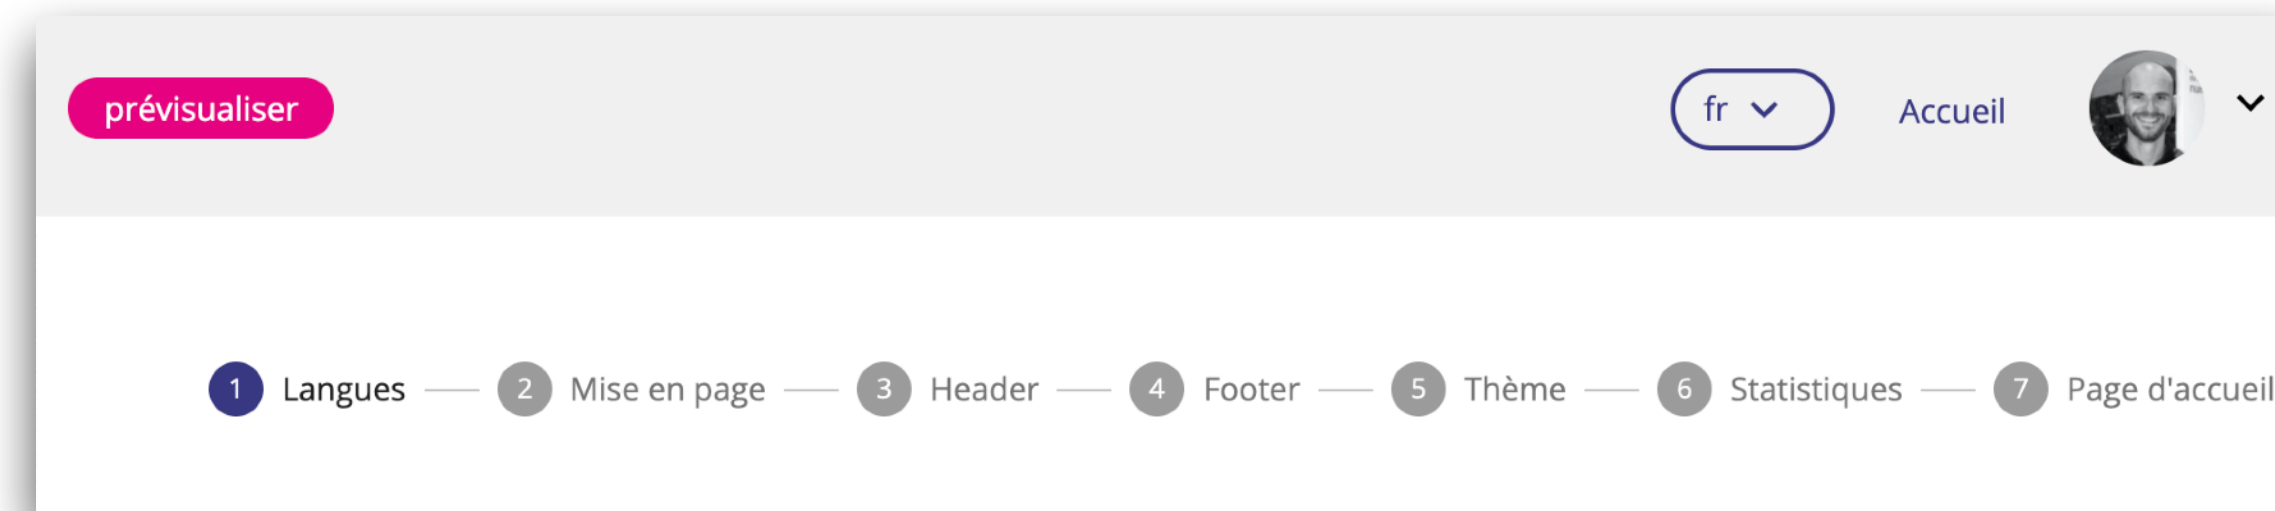 prévisualiser
fr Accueil
1 Langues 2 Mise en page 3 Header 4 Footer 5 Thème 6 Statistiques 7 Page d'accueil